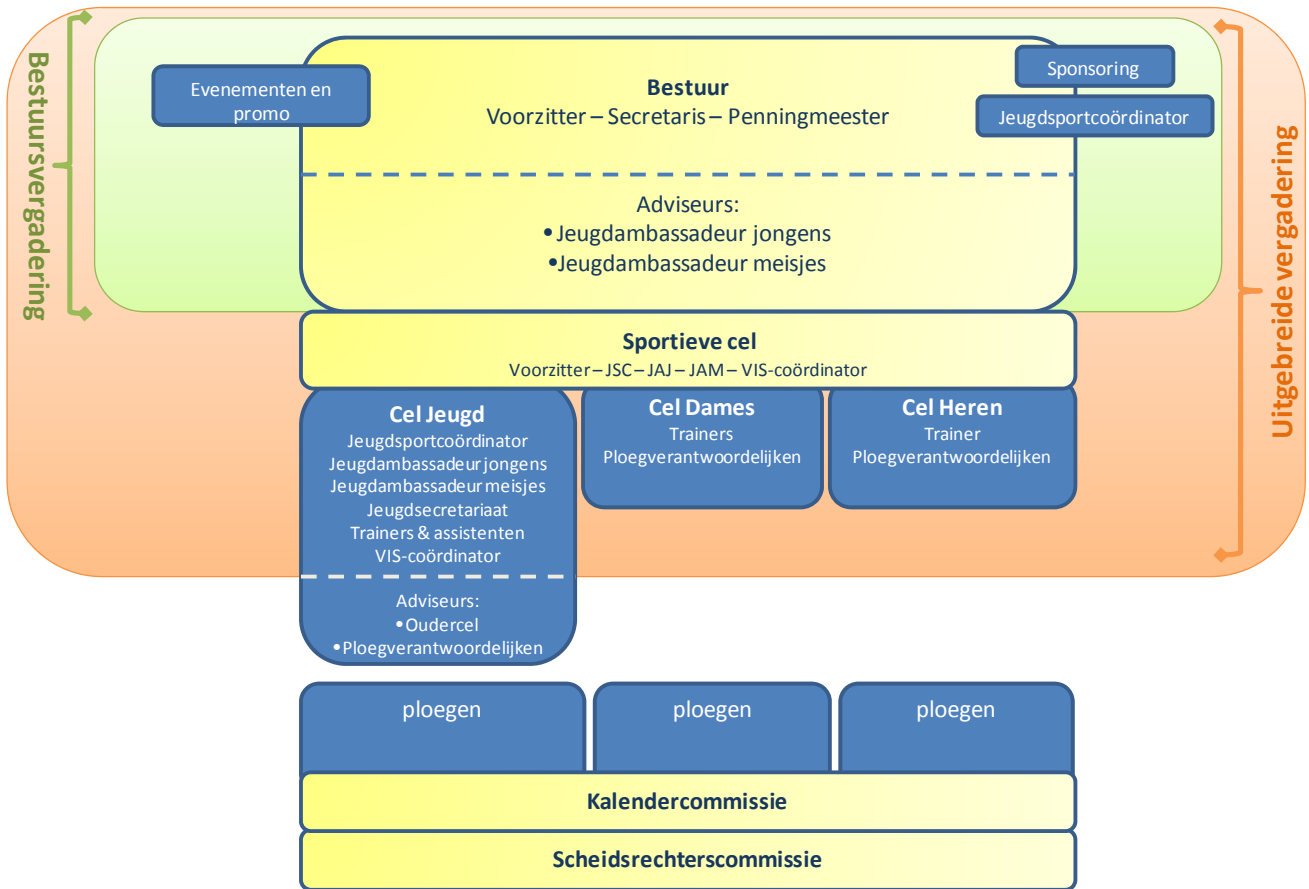 Bestuursvergadering
Evenementen en
promo
Bestuur
Voorzitter – Secretaris – Penningmeester
Sponsoring
Jeugdsportcoördinator
Uitgebreide vergadering
Adviseurs:
• Jeugdambassadeur jongens
• Jeugdambassadeur meisjes
Sportieve cel
Voorzitter – JSC – JAJ – JAM – VIS-coördinator
Cel Jeugd
Jeugdsportcoördinator
Jeugdambassadeur jongens
Jeugdambassadeur meisjes
Jeugdsecretariaat
Trainers & assistenten
VIS-coördinator
Adviseurs:
• Oudercel
• Ploegverantwoordelijken
Cel Dames
Trainers
Ploegverantwoordelijken
Cel Heren
Trainer
Ploegverantwoordelijken
ploegen
ploegen
ploegen
Kalendercommissie
Scheidsrechterscommissie